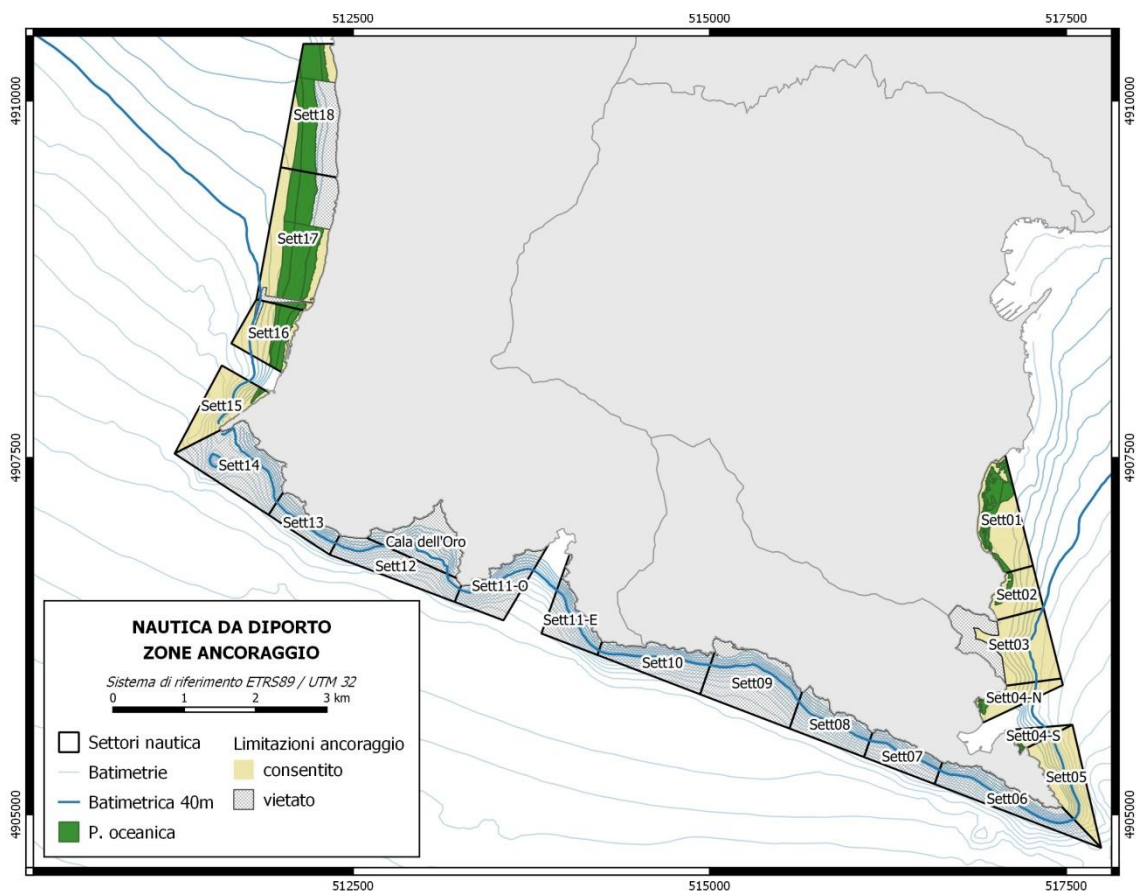 512500 515000 517500
4910000 4910000
Sett18
Sett17
Sett16
Sett15
4907500 4907500
Sett14
Sett01
Sett13
Cala dell'Oro
Sett12
Sett11-O
Sett02
Sett11-E
Sett03
Sett10
Sett09
Sett04-N
Sett08
Sett04-S
Sett07
Sett05
Sett06
4905000 4905000
NAUTICA DA DIPORTO
ZONE ANCORAGGIO
Sistema di riferimento ETRS89 / UTM 32
0 1 2 3 km
Settori nautica
Batimetrie
Batimetrica 40m
P. oceanica
Limitazioni ancoraggio
consentito
vietato
512500 515000 517500